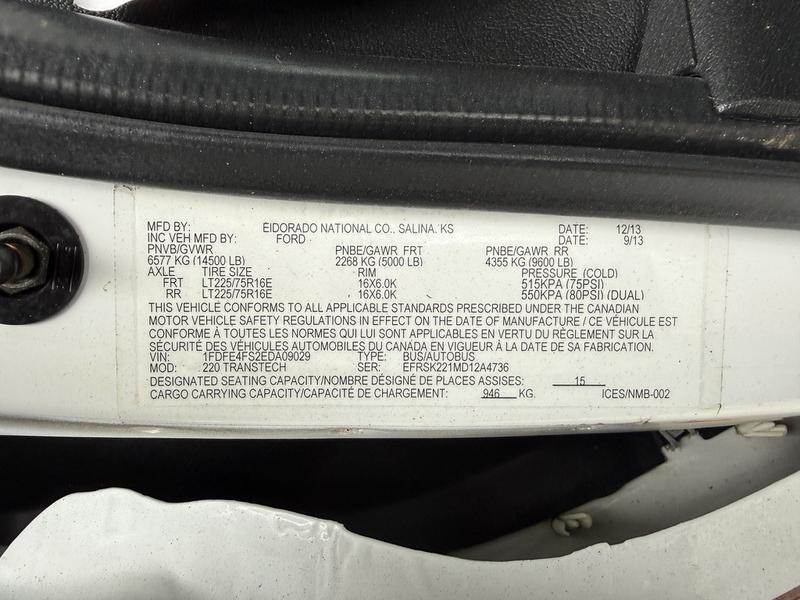 MFD BY: EIDORADO NATIONAL CO., SALINA, KS DATE: 12/13
INC VEH MFD BY: FORD DATE: 9/13
PNVB/GVWR PNBE/GAWR FRT PNBE/GAWR RR
6577 KG (14500 LB) 2268 KG (5000 LB) 4355 KG (9600 LB)
AXLE TIRE SIZE RIM PRESSURE (COLD)
FRT LT225/75R16E 16X6.0K 515KPA (75PSI)
RR LT225/75R16E 16X6.0K 550KPA (80PSI) (DUAL)
THIS VEHICLE CONFORMS TO ALL APPLICABLE STANDARDS PRESCRIBED UNDER THE CANADIAN
MOTOR VEHICLE SAFETY REGULATIONS IN EFFECT ON THE DATE OF MANUFACTURE / CE VÉHICULE EST
CONFORME À TOUTES LES NORMES QUI LUI SONT APPLICABLES EN VERTU DU RÈGLEMENT SUR LA
SÉCURITÉ DES VÉHICULES AUTOMOBILES DU CANADA EN VIGUEUR À LA DATE DE SA FABRICATION.
VIN: 1FDFE4FS2EDA09029 TYPE: BUS/AUTOBUS
MOD: 220 TRANSTECH SER: EFRSK221MD12A4736
DESIGNATED SEATING CAPACITY/NOMBRE DÉSIGNÉ DE PLACES ASSISES: 15
CARGO CARRYING CAPACITY/CAPACITÉ DE CHARGEMENT: 946 KG. ICES/NMB-002